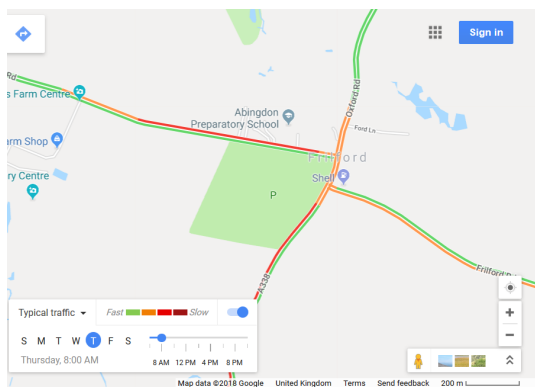 Sign in
Rd
s Farm Centre
Abingdon
Preparatory School
Oxford Rd
Ford Ln
arm Shop
Frilford
Shell
ry Centre
P
A338
Frilford
Typical traffic
Fast
Slow
S M T W T F S
Thursday, 8:00 AM
8 AM 12 PM 4 PM 8 PM
Map data ©2018 Google United Kingdom Terms Send feedback 200 m